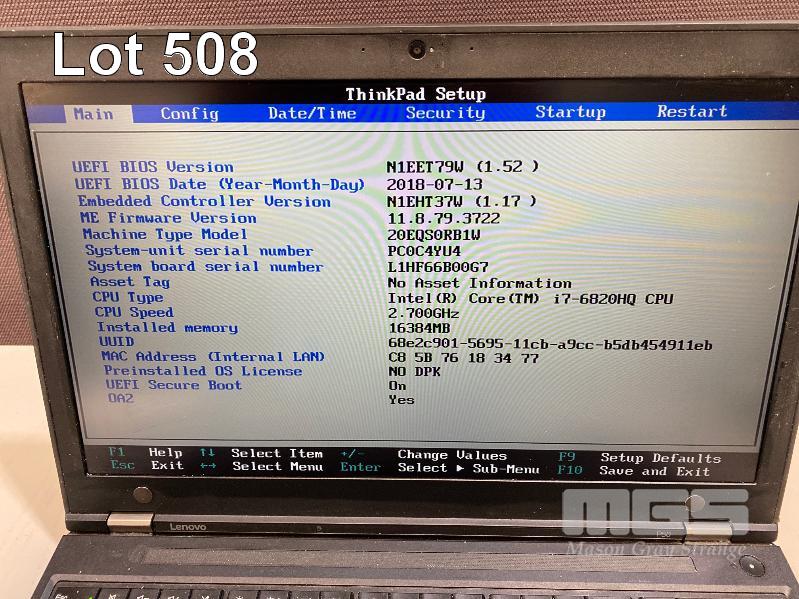 Lot 508
ThinkPad Setup
Main Config Date/Time Security Startup Restart
UEFI BIOS Version N1EET79W (1.52 )
UEFI BIOS Date (Year-Month-Day) 2018-07-13
Embedded Controller Version N1EHT37W (1.17 )
ME Firmware Version 11.8.79.3722
Machine Type Model 20EQS0RB1W
System-unit serial number PC0C4YU4
System board serial number L1HF66B00G7
Asset Tag No Asset Information
CPU Type Intel(R) Core(TM) i7-6820HQ CPU
CPU Speed 2.700GHz
Installed memory 16384MB
UUID 68e2c901-5695-11cb-a9cc-b5db454911eb
MAC Address (Internal LAN) C8 5B 76 18 34 77
Preinstalled OS License NO DPK
UEFI Secure Boot On
OA2 Yes
F1 Help ↑↓ Select Item +/- Change Values F9 Setup Defaults
Esc Exit ←→ Select Menu Enter Select ▶ Sub-Menu F10 Save and Exit
MGS
Lenovo
P50
Mason Gray Strange
Esc